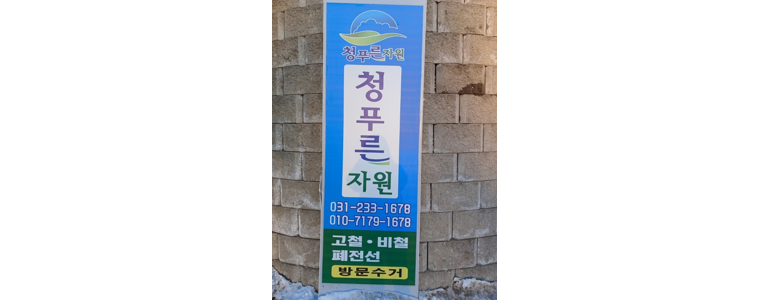 청푸른자원
청
푸
른
자원
031-233-1678
010-7179-1678
고철·비철
폐전선
방문수거